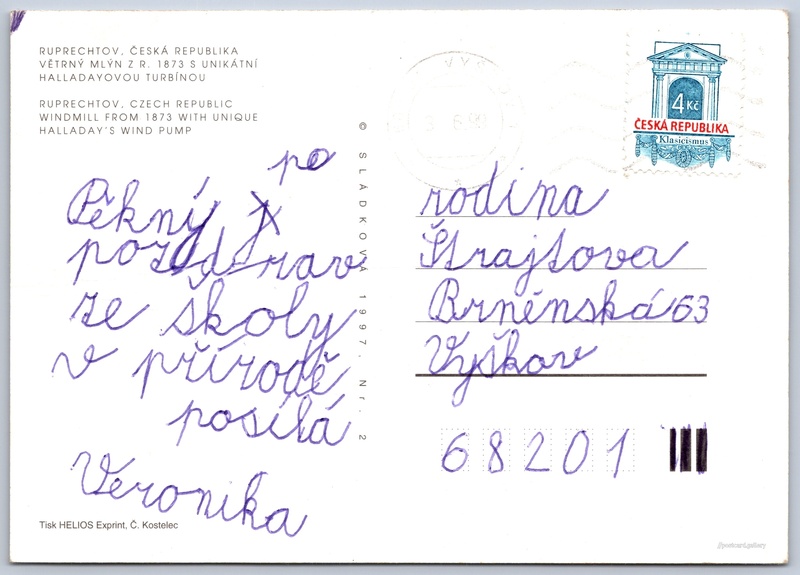 RUPRECHTOV, ČESKÁ REPUBLIKA
VĚTRNÝ MLÝN Z R. 1873 S UNIKÁTNÍ
HALLADAYOVOU TURBÍNOU
RUPRECHTOV, CZECH REPUBLIC
WINDMILL FROM 1873 WITH UNIQUE
HALLADAY'S WIND PUMP
po
Pěkný
pozdrav
ze školy
v přírodě
posílá
Veronika
Tisk HELIOS Exprint, Č. Kostelec
© SLÁDKOVÁ 1997. Nr. 2
4 Kč
ČESKÁ REPUBLIKA
Klasicismus
rodina
Štrajtova
Brněnská 63
Vyškov
68201